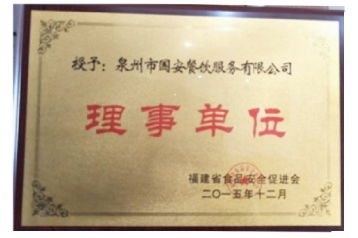 授予：泉州市国安餐饮服务有限公司
理事单位
福建省食品安全促进会
二〇一五年十二月